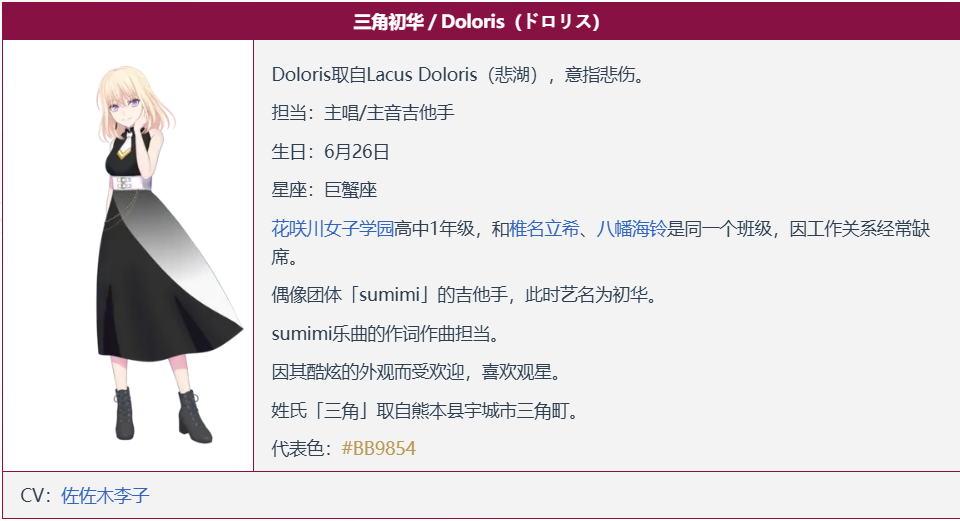 三角初华 / Doloris（ドロリス）
Doloris取自Lacus Doloris（悲湖），意指悲伤。
担当：主唱/主音吉他手
生日：6月26日
星座：巨蟹座
花咲川女子学园高中1年级，和椎名立希、八幡海铃是同一个班级，因工作关系经常缺
席。
偶像团体「sumimi」的吉他手，此时艺名为初华。
sumimi乐曲的作词作曲担当。
因其酷炫的外观而受欢迎，喜欢观星。
姓氏「三角」取自熊本县宇城市三角町。
代表色：#BB9854
CV：佐佐木李子